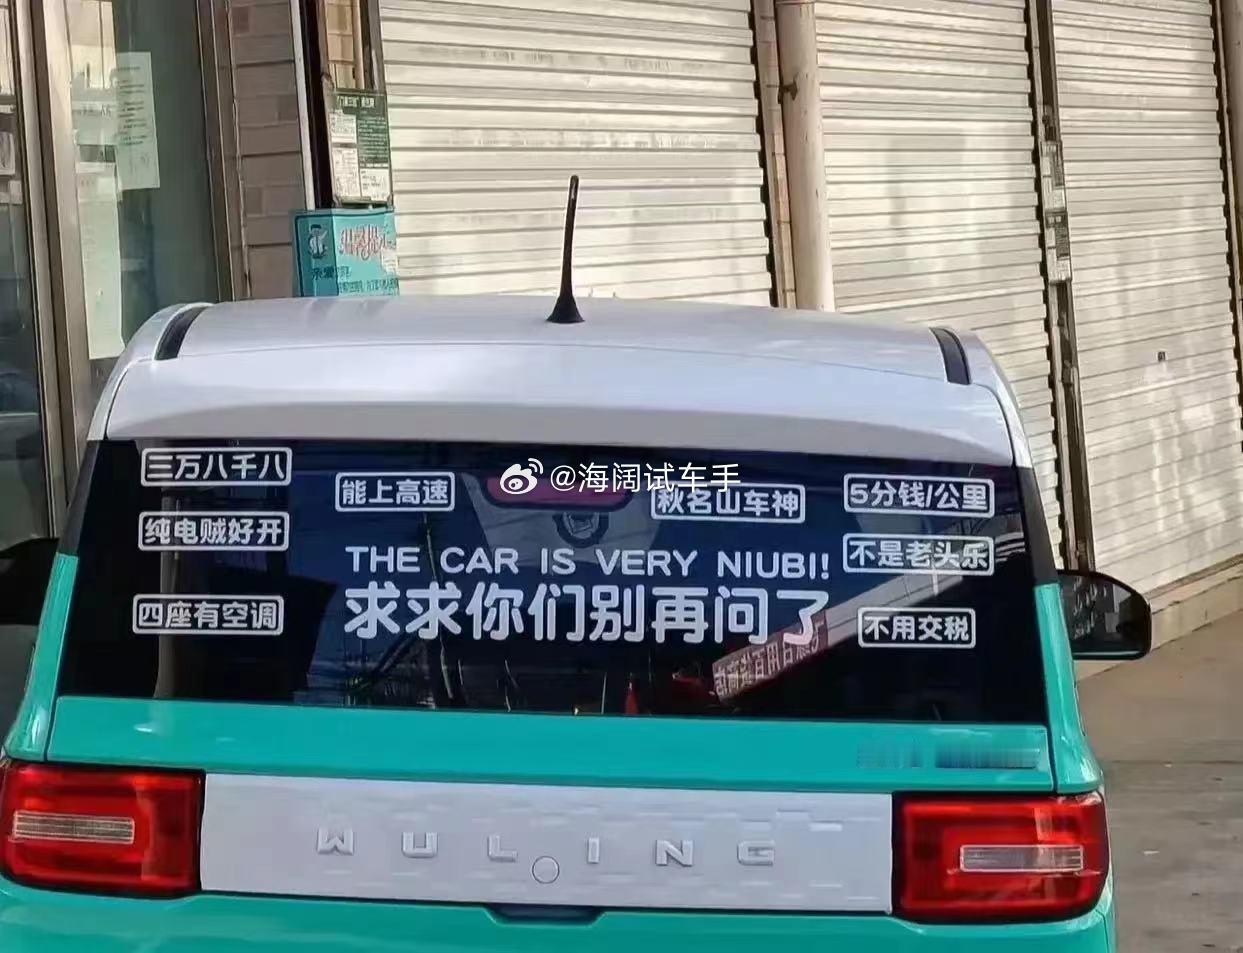 三万八千八
能上高速
@海阔试车手
秋名山车神
5分钱/公里
纯电贼好开
不是老头乐
THE CAR IS VERY NIUBI!
求求你们别再问了
四座有空调
不用交税
WULING